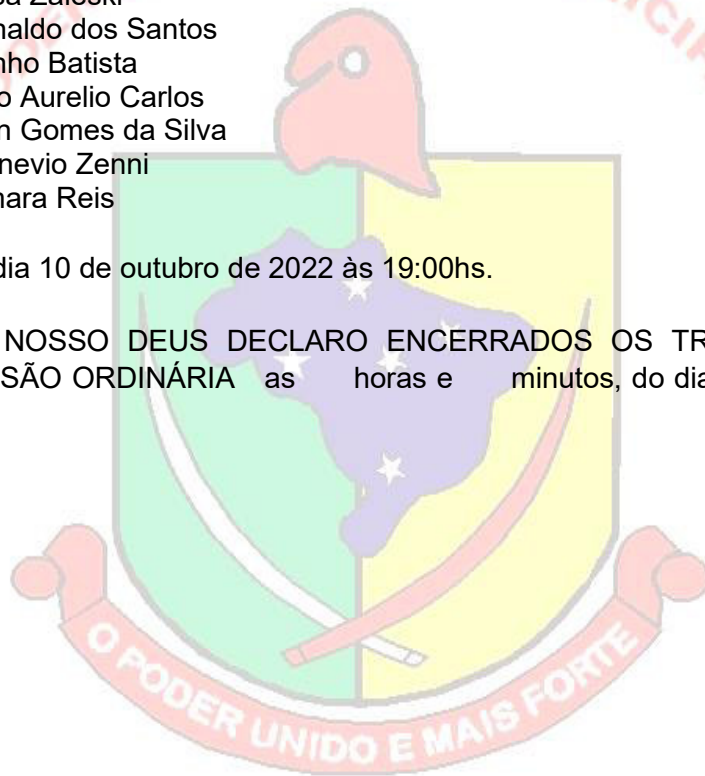 sa Zaleski
naldo dos Santos
nho Batista
o Aurelio Carlos
n Gomes da Silva
nevio Zenni
nara Reis
dia 10 de outubro de 2022 às 19:00hs.
NOSSO DEUS DECLARO ENCERRADOS OS TR
SÃO ORDINÁRIA as horas e minutos, do dia
O PODER UNIDO E MAIS FORTE